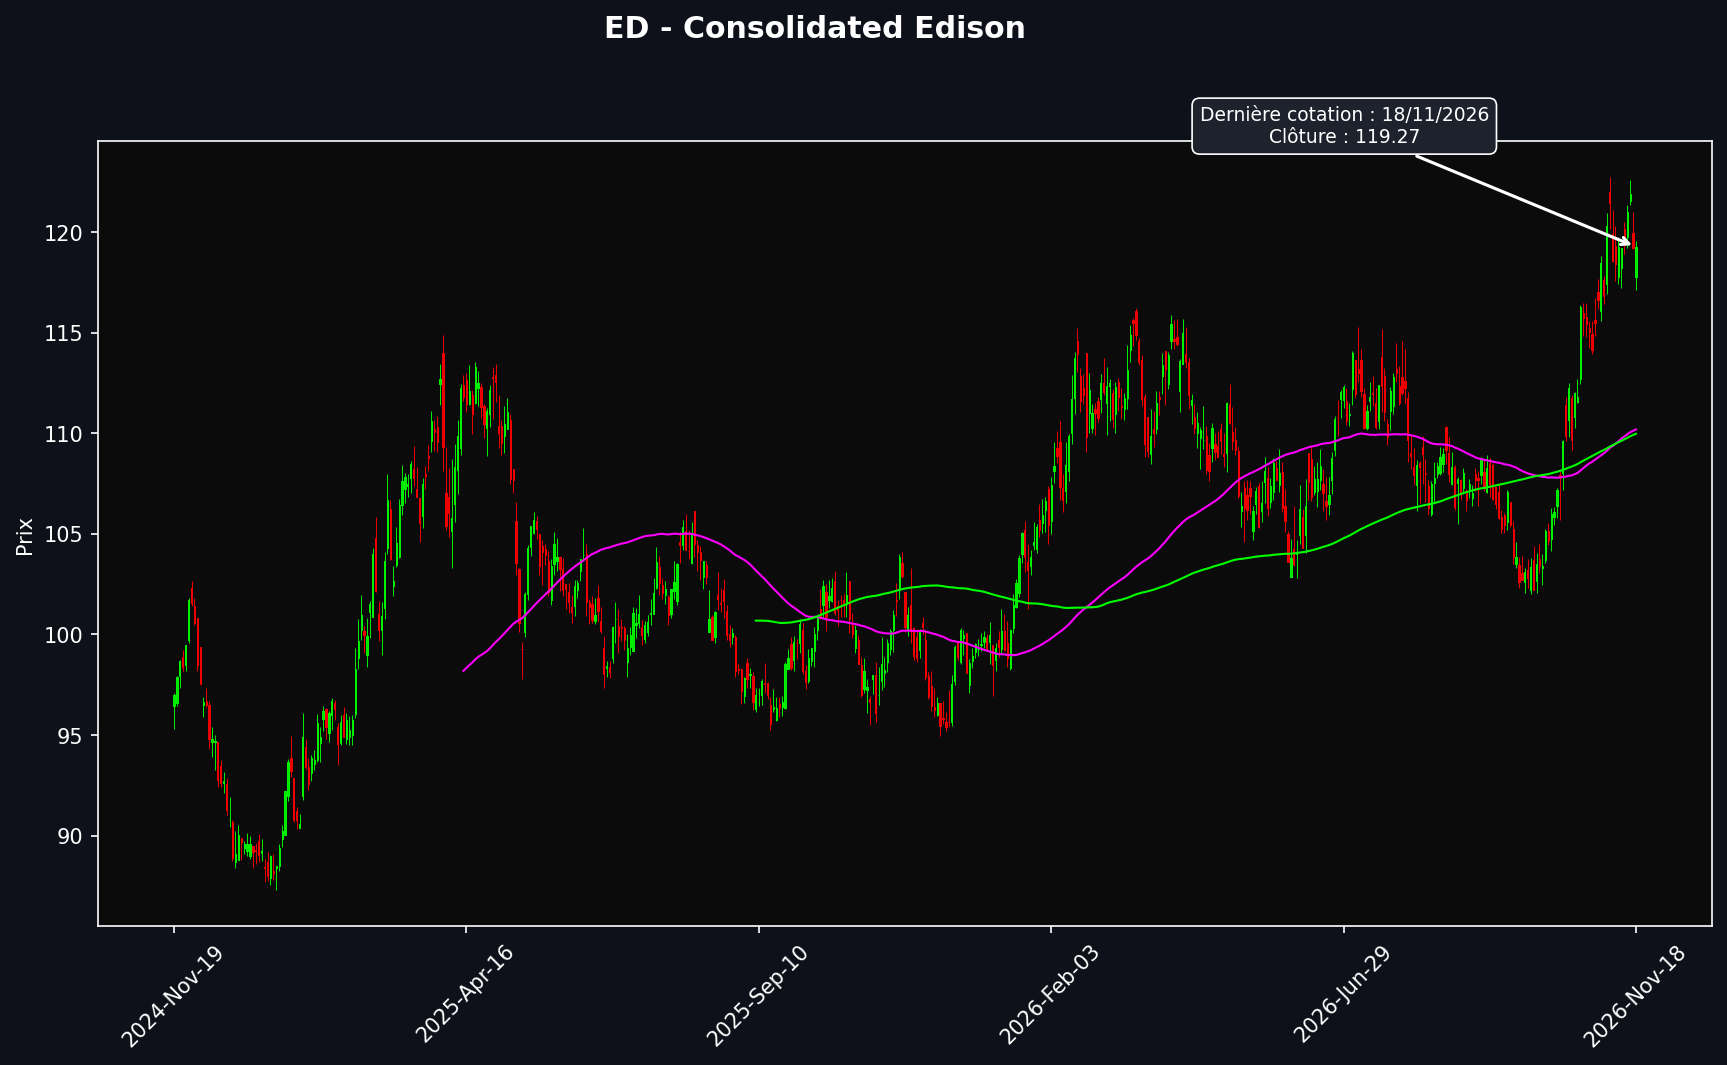 ED - Consolidated Edison
Dernière cotation : 18/11/2026
Clôture : 119.27
Prix
120
115
110
105
100
95
90
2024-Nov-19
2025-Apr-16
2025-Sep-10
2026-Feb-03
2026-Jun-29
2026-Nov-18